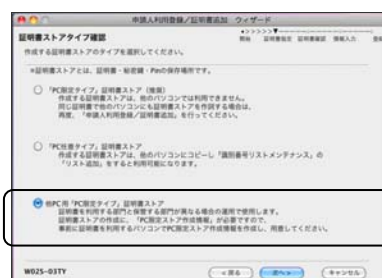 申請人利用登録／証明書追加 ウィザード
証明書ストアタイプ確認
開始 証明書指定 証明書確認 情報入力
作成する証明書ストアのタイプを選択してください。
※証明書ストアとは、証明書・秘密鍵・Pinの保存場所です。
「PC限定タイプ」証明書ストア（推奨）
作成する証明書ストアは、他のパソコンでは利用できません。
同じ証明書で他のパソコンにも証明書ストアを作成する場合は、
再度、「申請人利用登録／証明書追加」を行ってください。
「PC任意タイプ」証明書ストア
作成する証明書ストアは、他のパソコンにコピーし「識別番号リストメンテナンス」の
「リスト追加」をすると利用可能になります。
他PC用「PC限定タイプ」証明書ストア
証明書を利用する部門と保管する部門が異なる場合の運用で使用します。
証明書ストアの作成に、「PC限定ストア作成情報」が必要ですので、
事前に証明書を利用するパソコンでPC限定ストア作成情報を作成し、用意してください。
W025-03TY
＜戻る 次へ＞ キャンセル